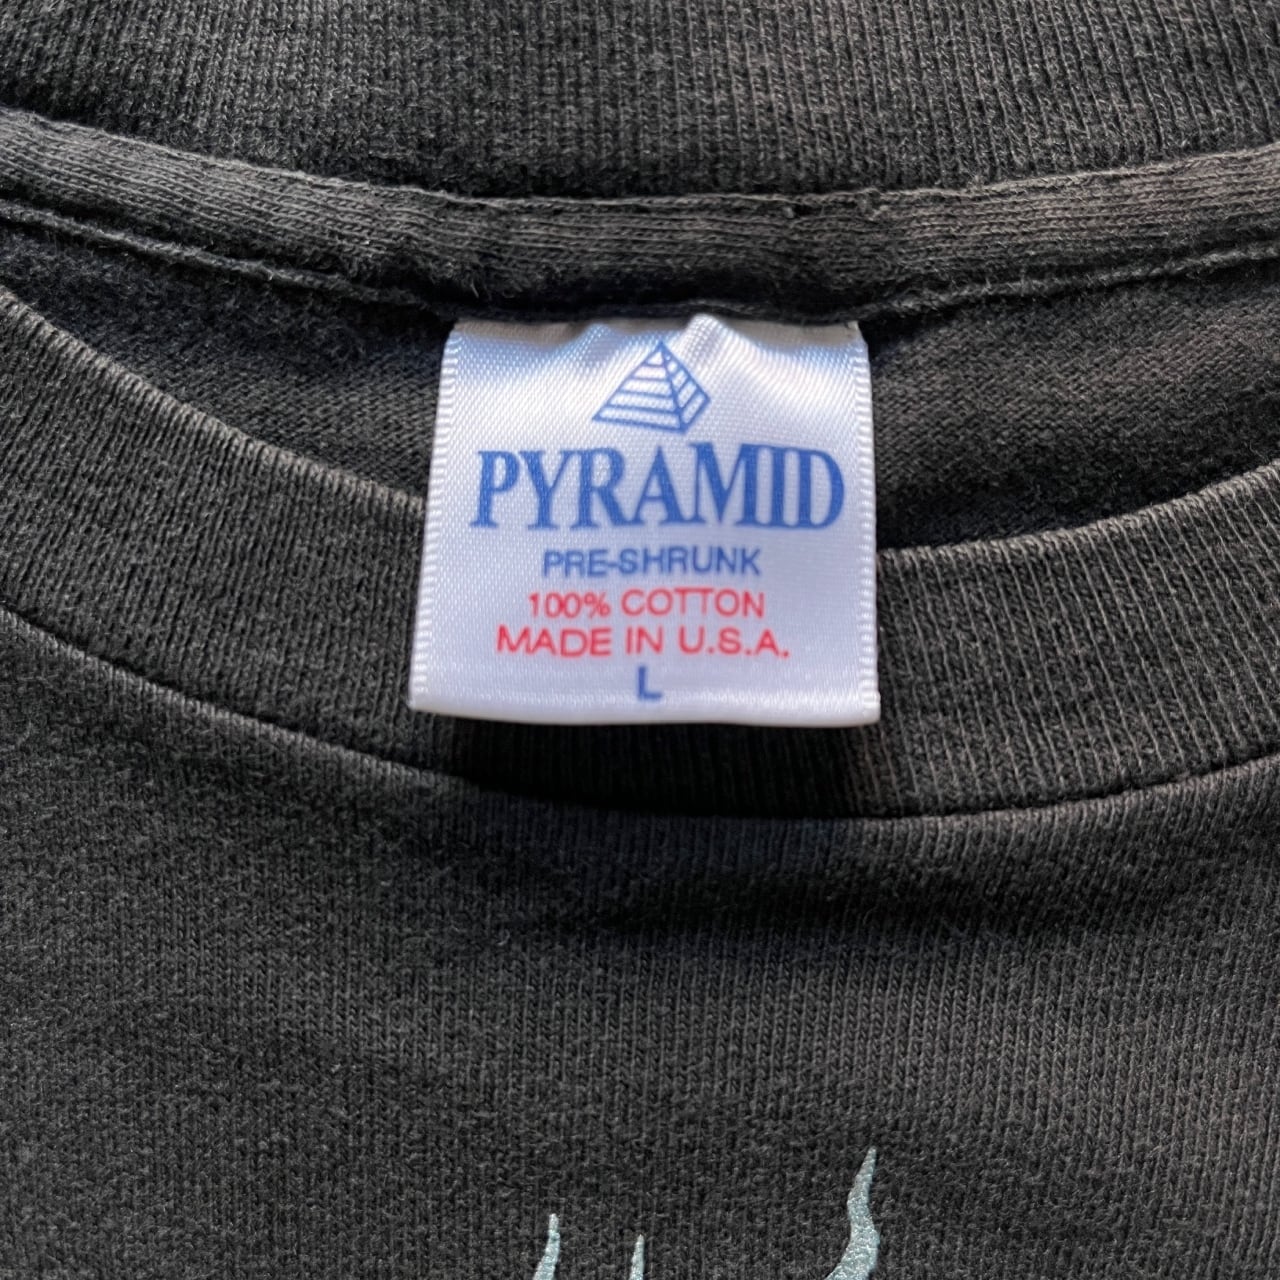 PYRAMID
PRE-SHRUNK
100% COTTON
MADE IN U.S.A.
L